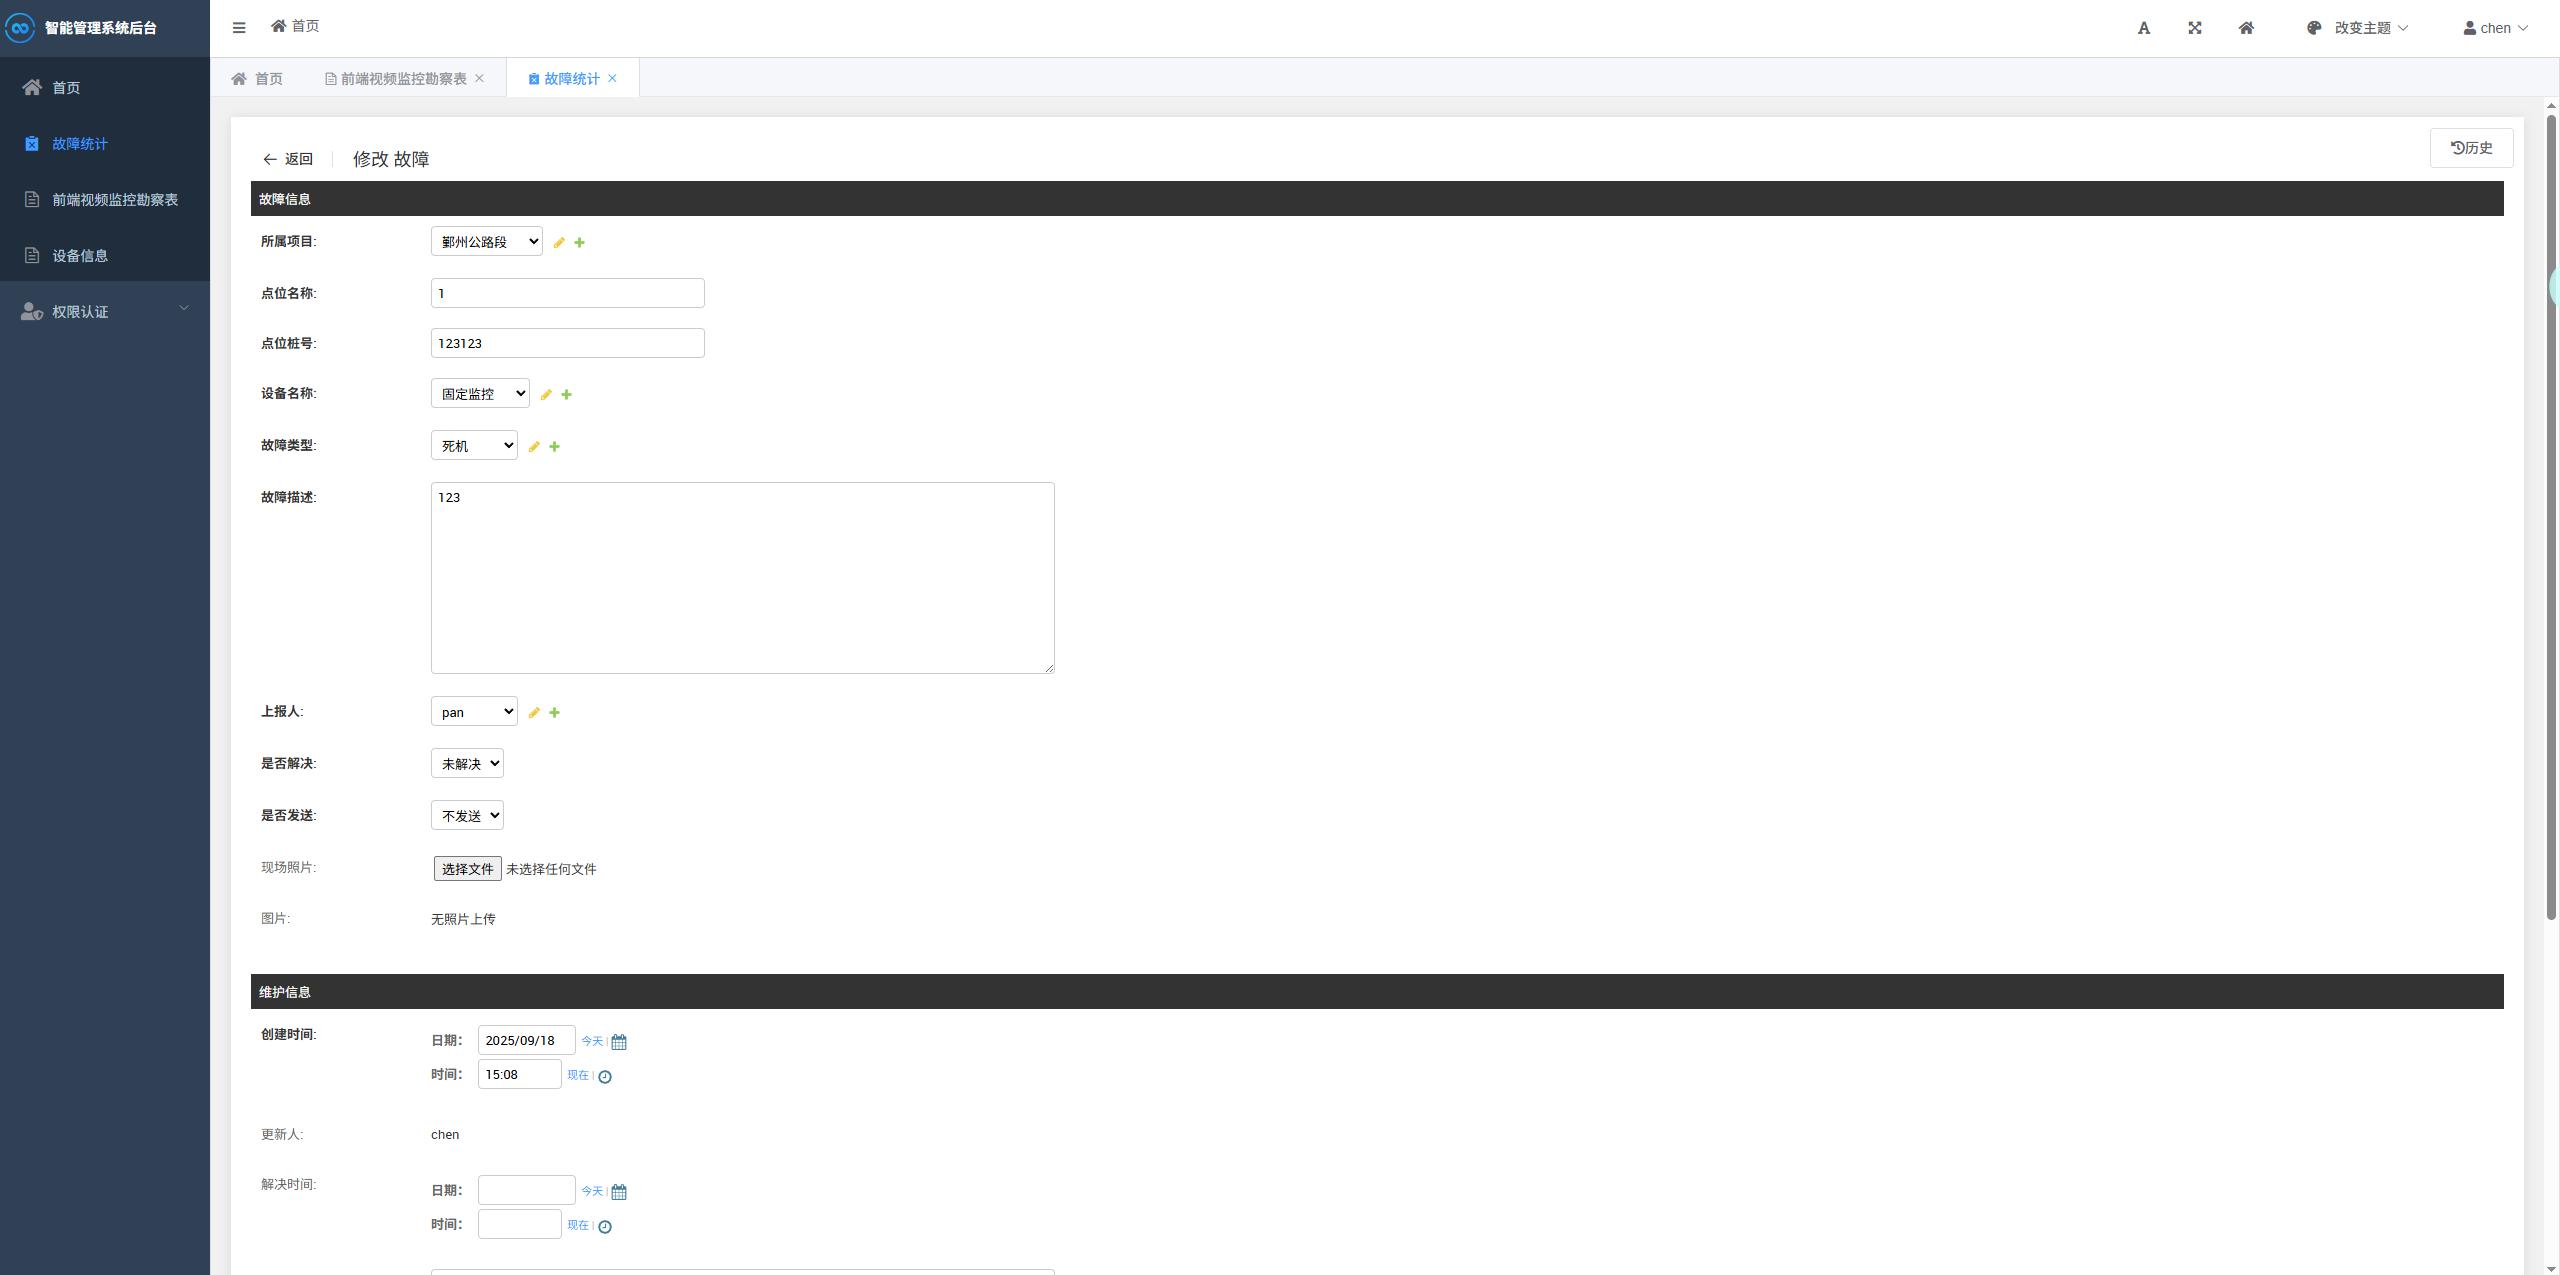 智能管理系统后台
首页
A
改变主题
chen
首页
故障统计
前端视频监控勘察表
设备信息
权限认证
首页
前端视频监控勘察表
故障统计
返回
修改 故障
历史
故障信息
所属项目:
鄞州公路段
点位名称:
1
点位桩号:
123123
设备名称:
固定监控
故障类型:
死机
故障描述:
123
上报人:
pan
是否解决:
未解决
是否发送:
不发送
现场照片:
选择文件 未选择任何文件
图片:
无照片上传
维护信息
创建时间:
日期: 2025/09/18 今天 |
时间: 15:08 现在 |
更新人:
chen
解决时间:
日期: 今天 |
时间: 现在 |